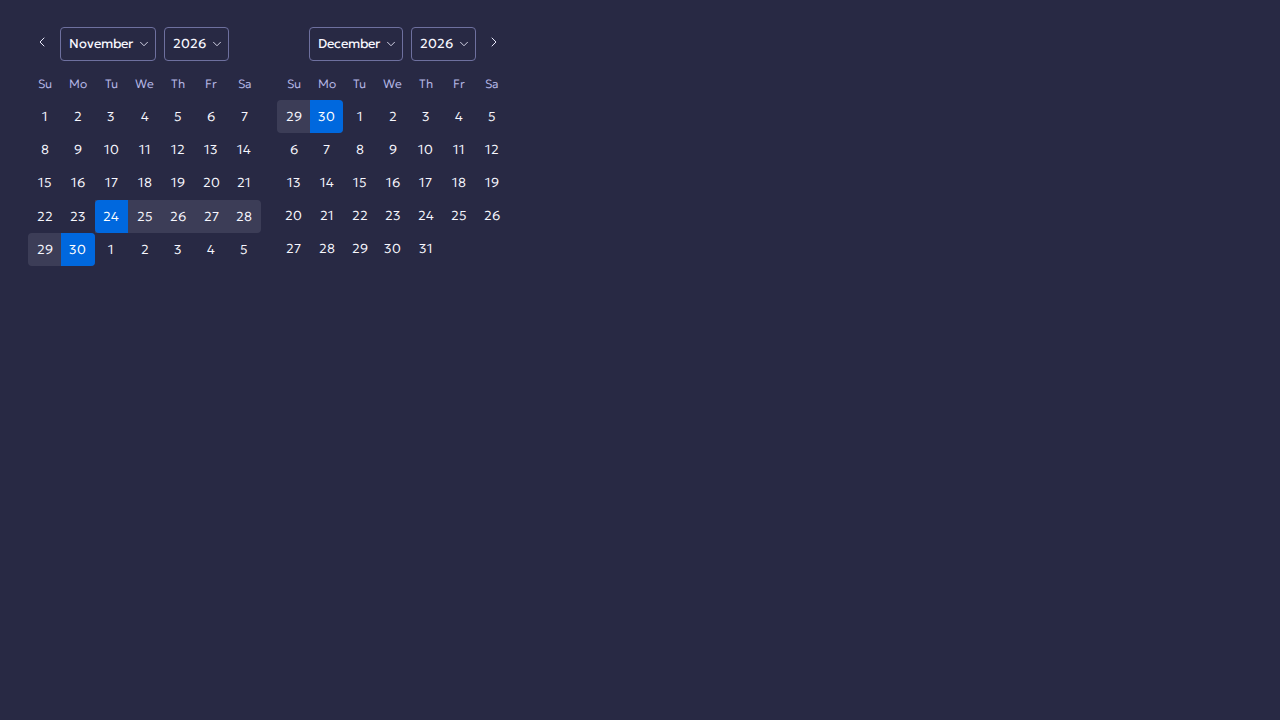 November 2026
Su Mo Tu We Th Fr Sa
1 2 3 4 5 6 7
8 9 10 11 12 13 14
15 16 17 18 19 20 21
22 23 24 25 26 27 28
29 30 1 2 3 4 5
December 2026
Su Mo Tu We Th Fr Sa
29 30 1 2 3 4 5
6 7 8 9 10 11 12
13 14 15 16 17 18 19
20 21 22 23 24 25 26
27 28 29 30 31